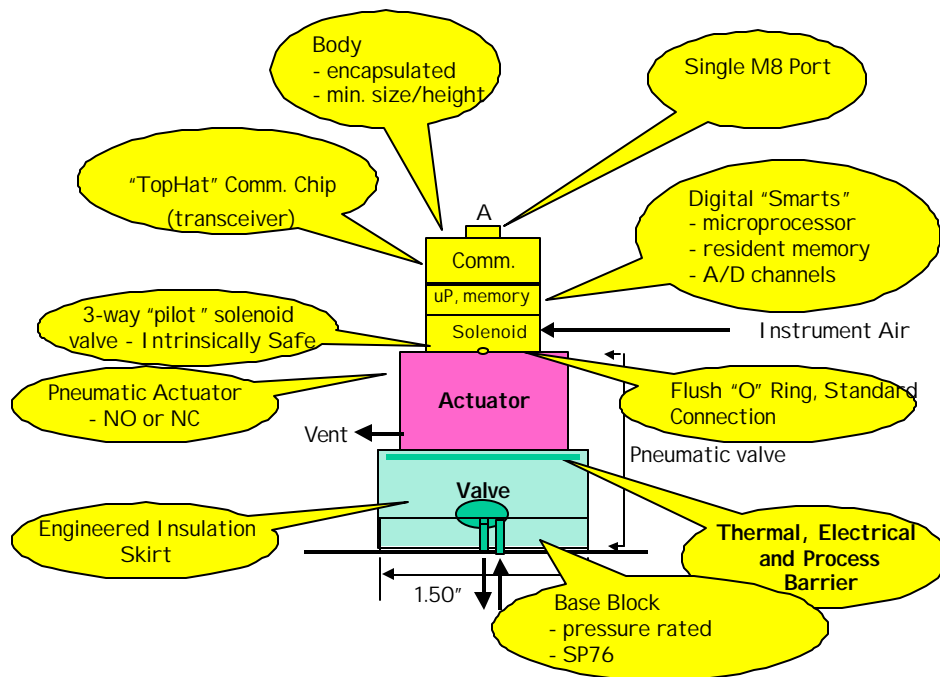 Body
- encapsulated
- min. size/height
Single M8 Port
"TopHat" Comm. Chip
(transceiver)
A
Digital "Smarts"
- microprocessor
- resident memory
- A/D channels
Comm.
uP, memory
Solenoid
3-way "pilot" solenoid
valve - Intrinsically Safe
Instrument Air
Pneumatic Actuator
- NO or NC
Actuator
Flush "O" Ring, Standard
Connection
Vent
Pneumatic valve
Valve
Engineered Insulation
Skirt
Thermal, Electrical
and Process
Barrier
1.50"
Base Block
- pressure rated
- SP76